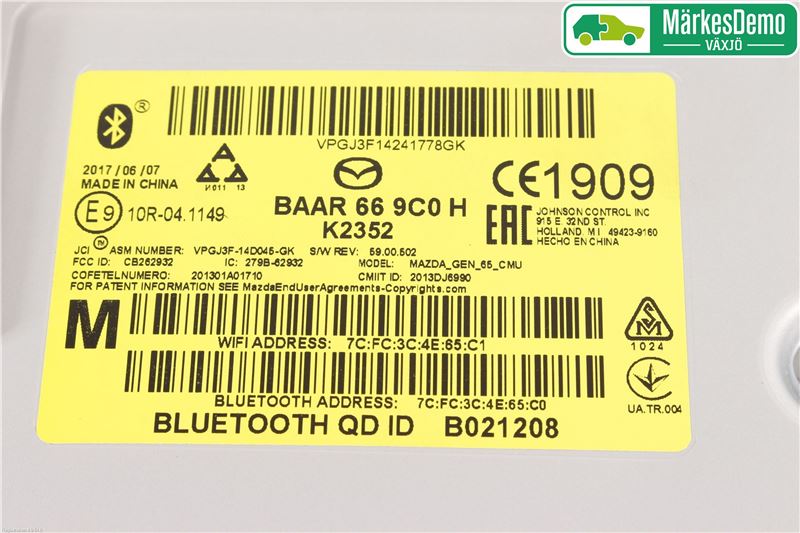 MärkesDemo
VÄXJÖ
®
VPGJ3F14241778GK
2017/06/07
MADE IN CHINA
И011 13
BAAR 66 9C0 H
K2352
CE1909
E9 10R-04.1149
EAC
JOHNSON CONTROL INC
915 E. 32ND ST.
HOLLAND. M I 49423-9160
HECHO EN CHINA
JCI™ ASM NUMBER: VPGJ3F-14D045-GK S/W REV: 59.00.502
FCC ID: CB262932 IC: 279B-62932 MODEL: MAZDA_GEN_65_CMU
COFETELNUMERO: 201301A01710 CMIIT ID: 2013DJ6990
FOR PATENT INFORMATION SEE MazdaEndUserAgreements-Copyrights.com
M
WIFI ADDRESS: 7C:FC:3C:4E:65:C1
1024
BLUETOOTH ADDRESS: 7C:FC:3C:4E:65:C0
UA.TR.004
BLUETOOTH QD ID B021208